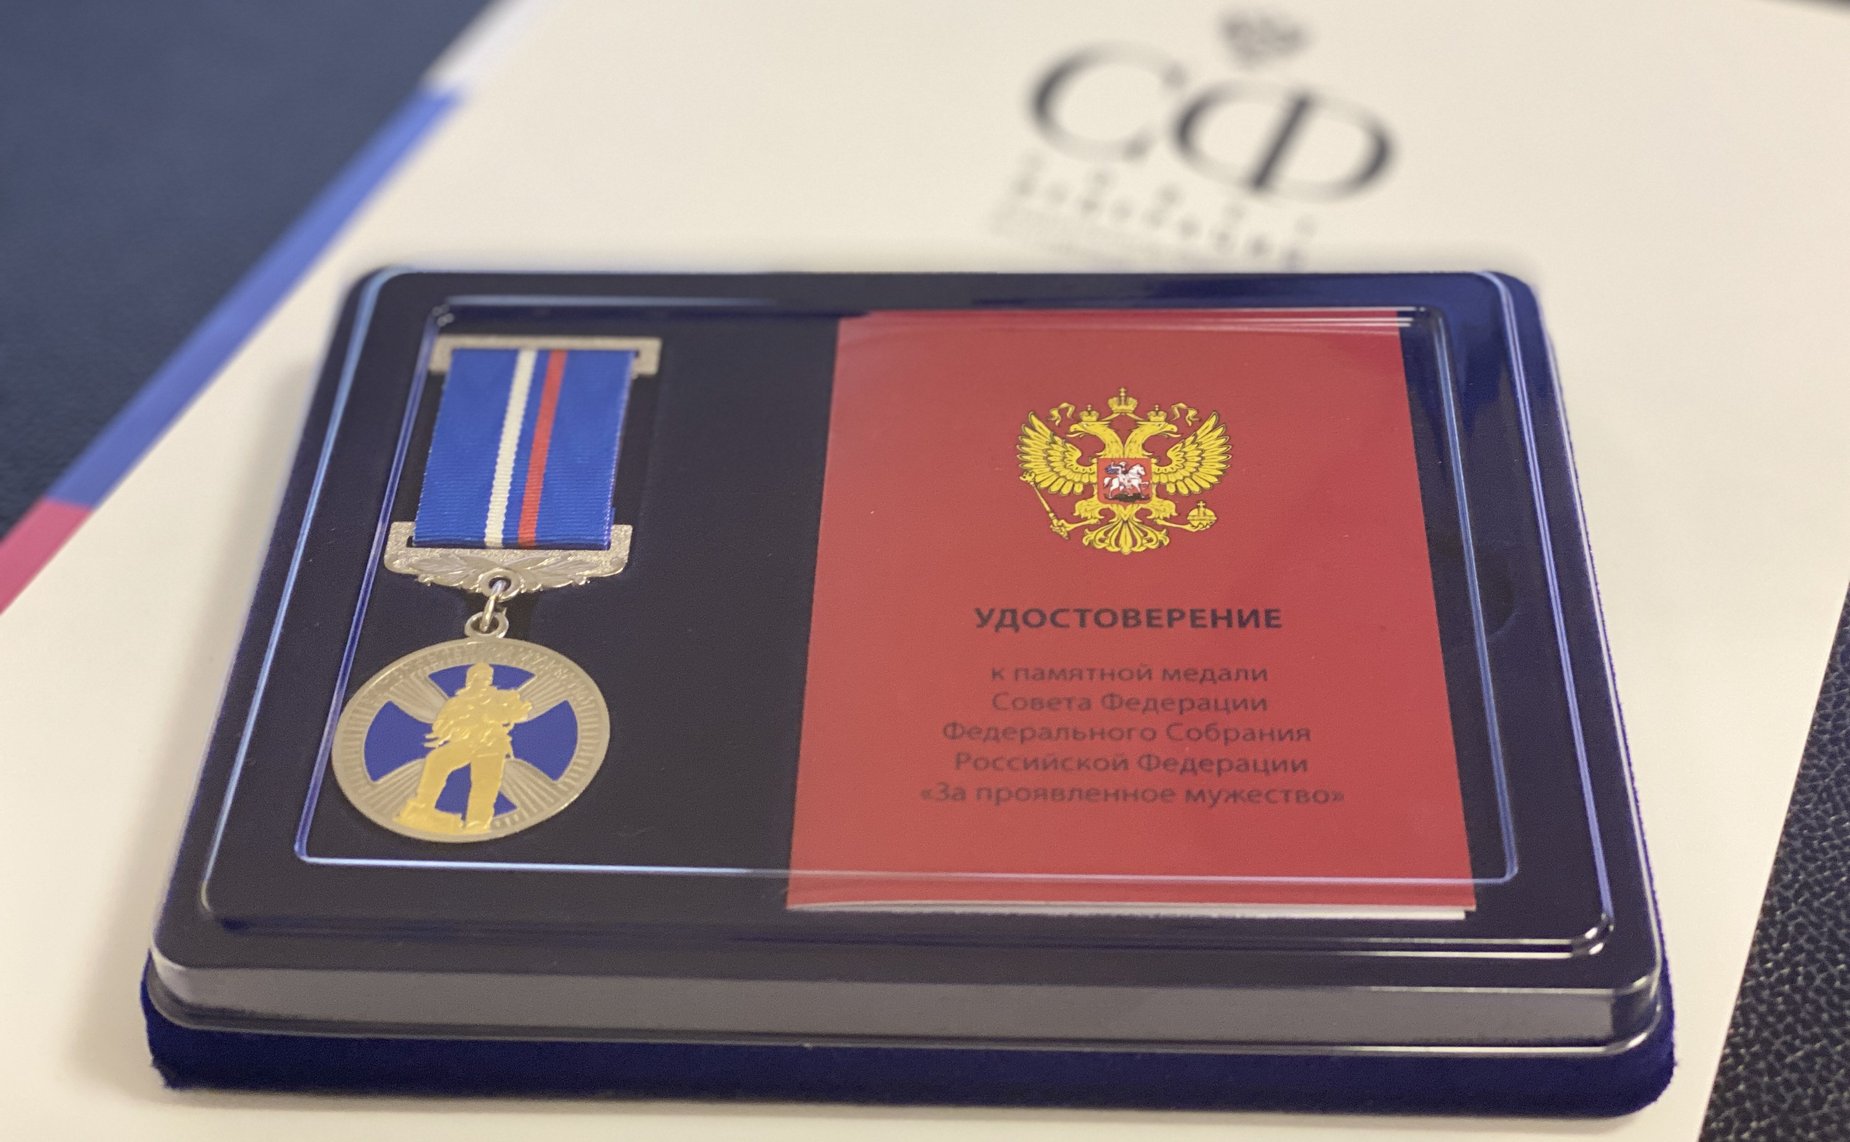 СФ
УДОСТОВЕРЕНИЕ
к памятной медали
Совета Федерации
Федерального Собрания
Российской Федерации
«За проявленное мужество»